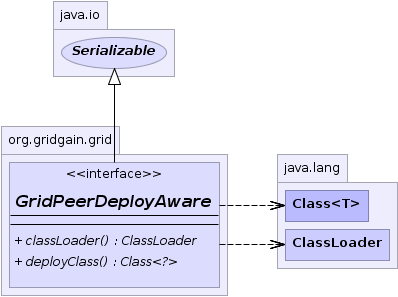 java.io
Serializable
org.gridgain.grid
<<interface>>
GridPeerDeployAware
+ classLoader() : ClassLoader
+ deployClass() : Class<?>
java.lang
Class<T>
ClassLoader